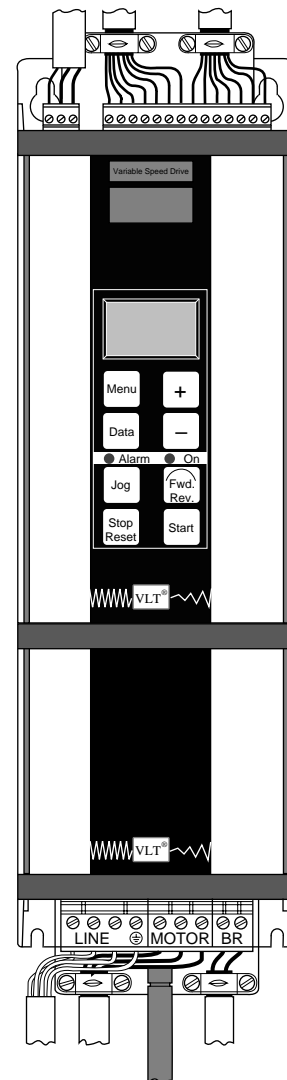 Variable Speed Drive
Menu
+
Data
–
Alarm On
Jog
Fwd.
Rev.
Stop
Reset
Start
VLT®
VLT®
LINE MOTOR BR